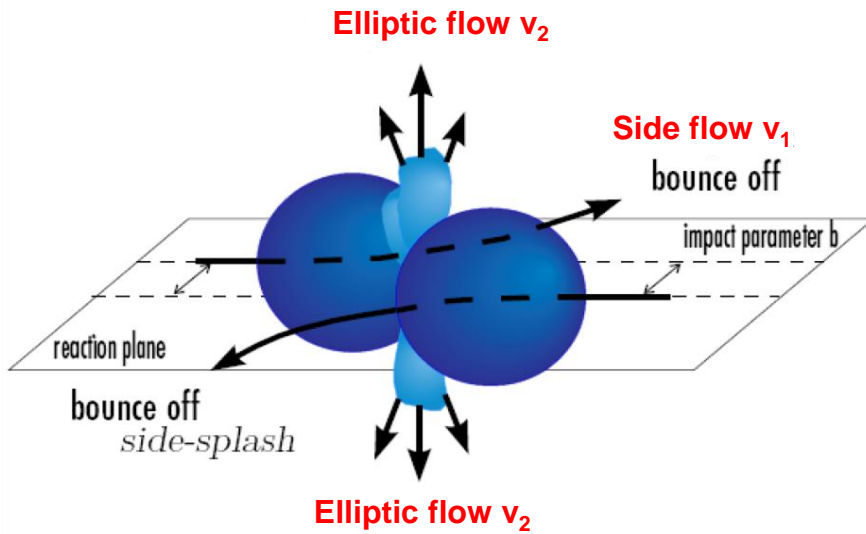 Elliptic flow v₂
Side flow v₁
bounce off
impact parameter b
reaction plane
bounce off
side-splash
Elliptic flow v₂